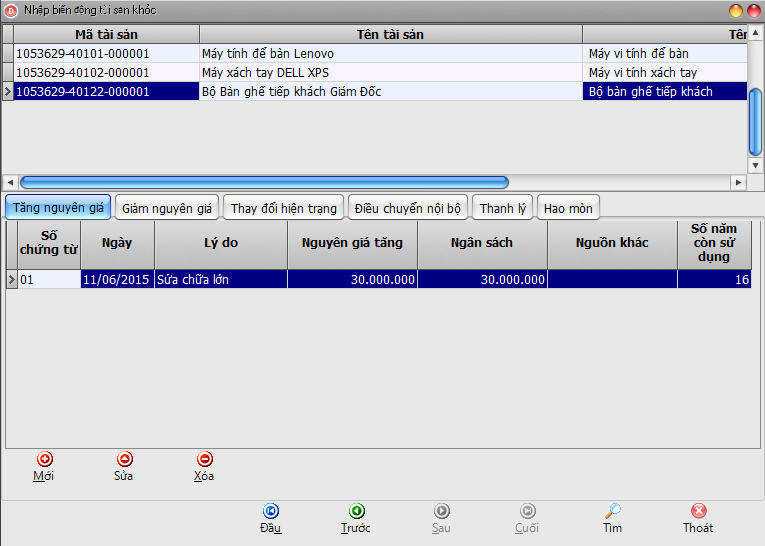 Nhập biến động tài sản khác
Mã tài sản Tên tài sản Tên
1053629-40101-000001 Máy tính để bàn Lenovo Máy vi tính để bàn
1053629-40102-000001 Máy xách tay DELL XPS Máy vi tính xách tay
1053629-40122-000001 Bộ Bàn ghế tiếp khách Giám Đốc Bộ bàn ghế tiếp khách
Tăng nguyên giá Giảm nguyên giá Thay đổi hiện trạng Điều chuyển nội bộ Thanh lý Hao mòn
Số chứng từ Ngày Lý do Nguyên giá tăng Ngân sách Nguồn khác Số năm còn sử dụng
01 11/06/2015 Sửa chữa lớn 30.000.000 30.000.000 16
Mới Sửa Xóa
Đầu Trước Sau Cuối Tìm Thoát